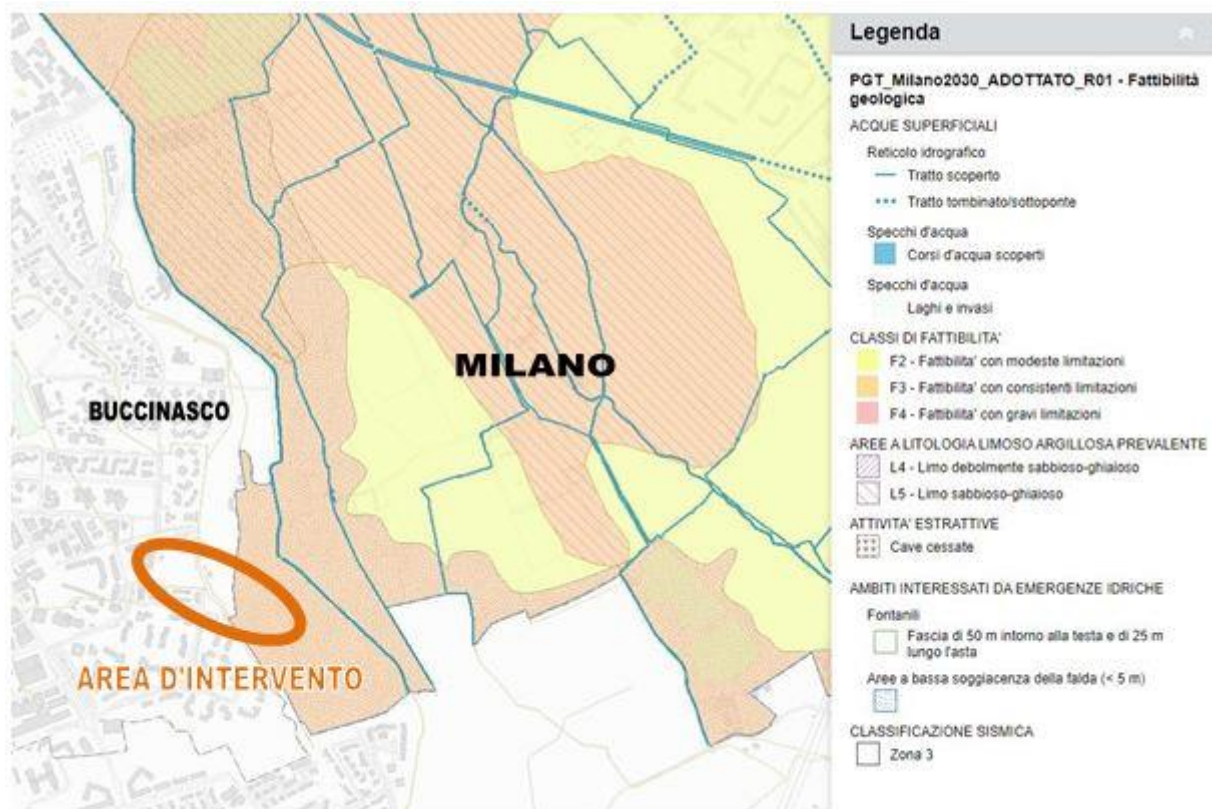 MILANO
BUCCINASCO
AREA D'INTERVENTO
Legenda
PGT_Milano2030_ADOTTATO_R01 - Fattibilità
geologica
ACQUE SUPERFICIALI
Reticolo idrografico
Tratto scoperto
Tratto tombinato/sottoponte
Specchi d'acqua
Corsi d'acqua scoperti
Specchi d'acqua
Laghi e invasi
CLASSI DI FATTIBILITA'
F2 - Fattibilita' con modeste limitazioni
F3 - Fattibilita' con consistenti limitazioni
F4 - Fattibilita' con gravi limitazioni
AREE A LITOLOGIA LIMOSO ARGILLOSA PREVALENTE
L4 - Limo debolmente sabbioso-ghiaioso
L5 - Limo sabbioso-ghiaioso
ATTIVITA' ESTRATTIVE
Cave cessate
AMBITI INTERESSATI DA EMERGENZE IDRICHE
Fontanili
Fascia di 50 m intorno alla testa e di 25 m
lungo l'asta
Aree a bassa soggiacenza della falda (< 5 m)
CLASSIFICAZIONE SISMICA
Zona 3